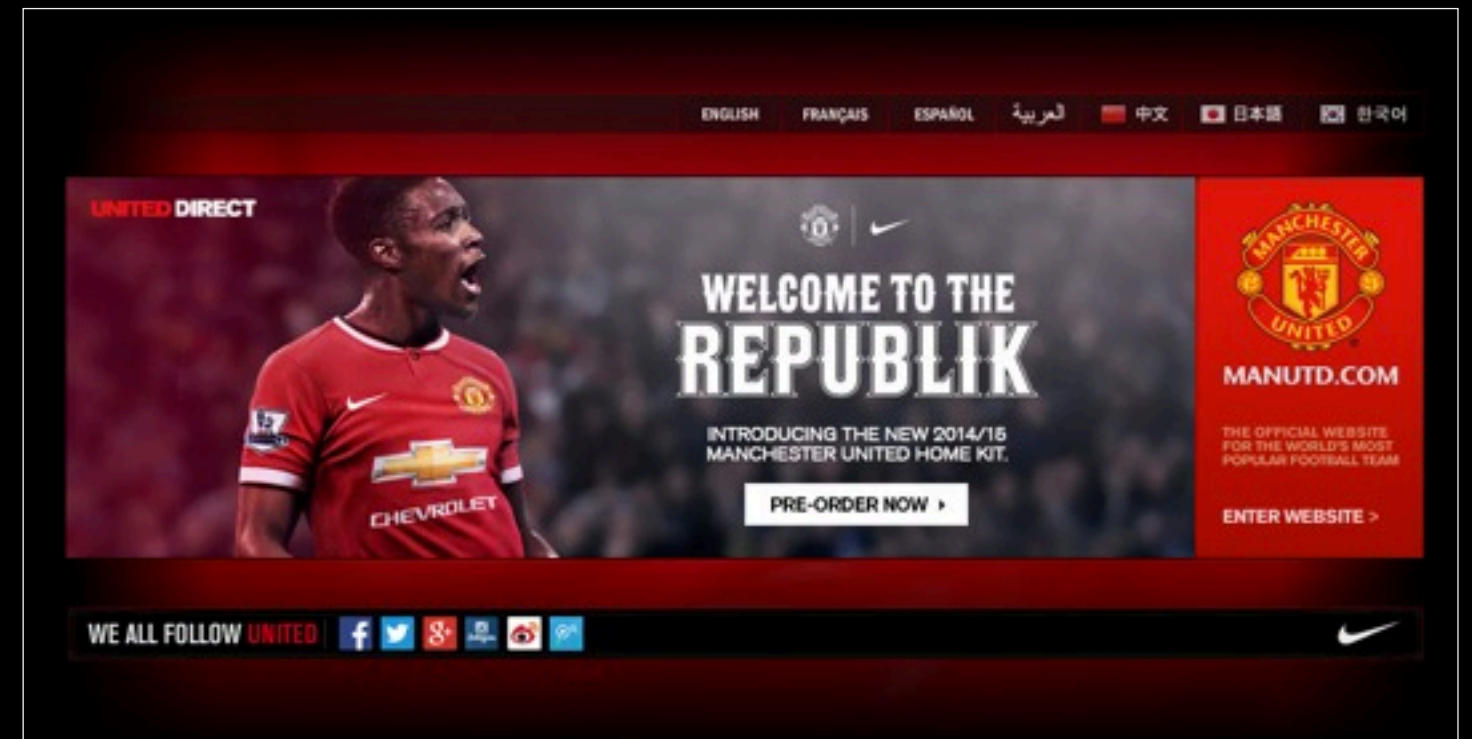 ENGLISH FRANÇAIS ESPAÑOL العربية 中文 日本語 한국어
UNITED DIRECT
WELCOME TO THE
REPUBLIK
INTRODUCING THE NEW 2014/15
MANCHESTER UNITED HOME KIT.
PRE-ORDER NOW
CHEVROLET
MANCHESTER
UNITED
MANUTD.COM
THE OFFICIAL WEBSITE
FOR THE WORLD'S MOST
POPULAR FOOTBALL TEAM
ENTER WEBSITE >
WE ALL FOLLOW UNITED